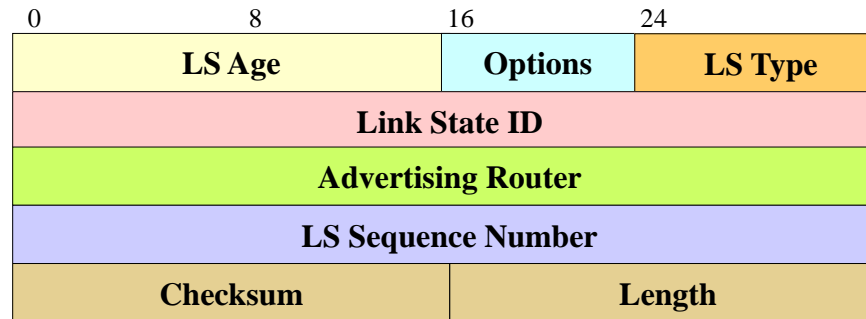 0 8 16 24
LS Age Options LS Type
Link State ID
Advertising Router
LS Sequence Number
Checksum Length